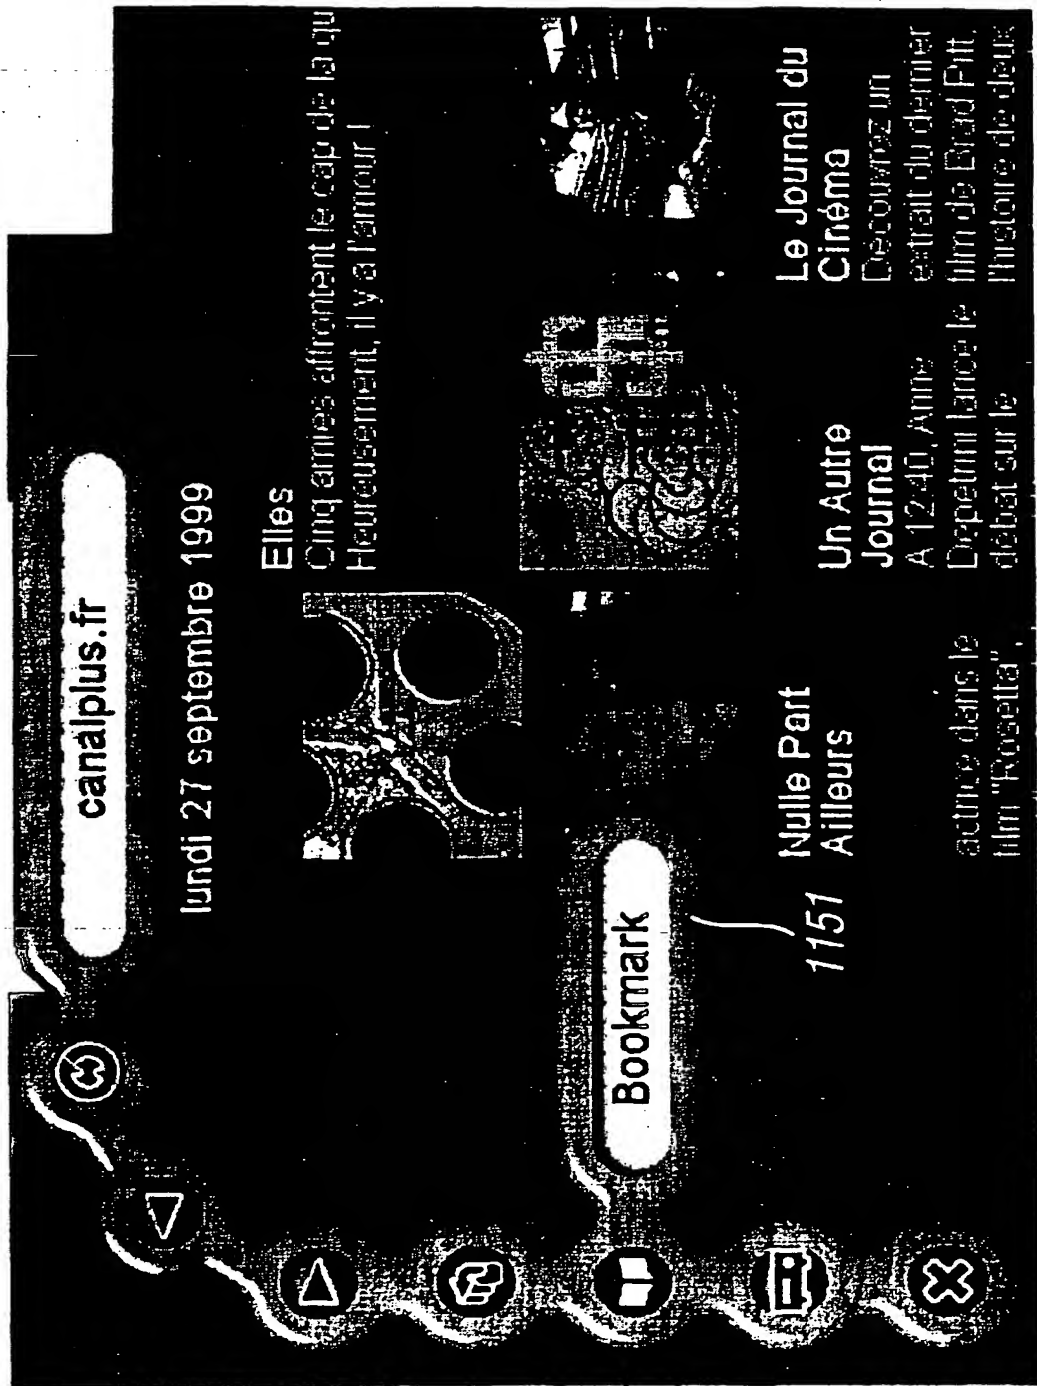 canalplus.fr
lundi 27 septembre 1999
Elles
Cinq amies affrontent le cap de la qu
Heureusement, il y a l'amour !
Bookmark
1151
Nulle Part
Ailleurs
actrice dans le
film "Rosetta",
Un Autre
Journal
A 12:40, Anne
Depetrini lance le
débat sur le
Le Journal du
Cinéma
Découvrez un
extrait du dernier
film de Brad Pitt,
l'histoire de deux